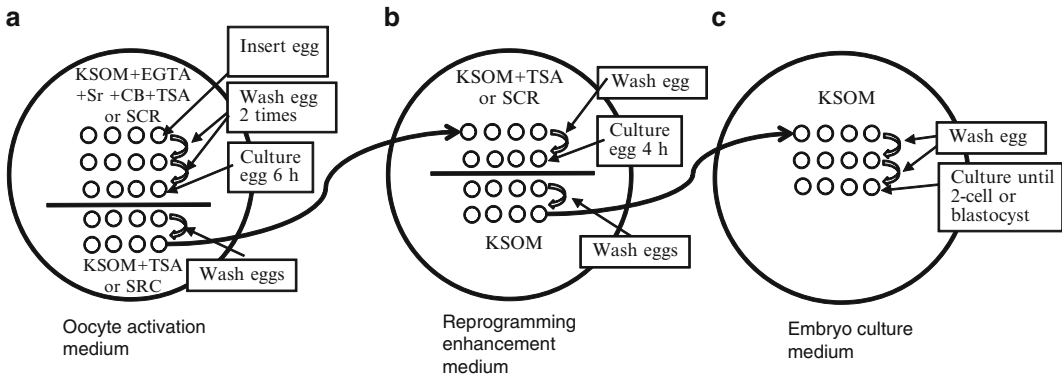 a
Insert egg
KSOM+EGTA
+Sr +CB+TSA
or SCR
Wash egg
2 times
Culture
egg 6 h
Wash eggs
KSOM+TSA
or SRC
Oocyte activation
medium
b
KSOM+TSA
or SCR
Wash egg
Culture
egg 4 h
KSOM
Wash eggs
Reprogramming
enhancement
medium
c
KSOM
Wash egg
Culture until
2-cell or
blastocyst
Embryo culture
medium